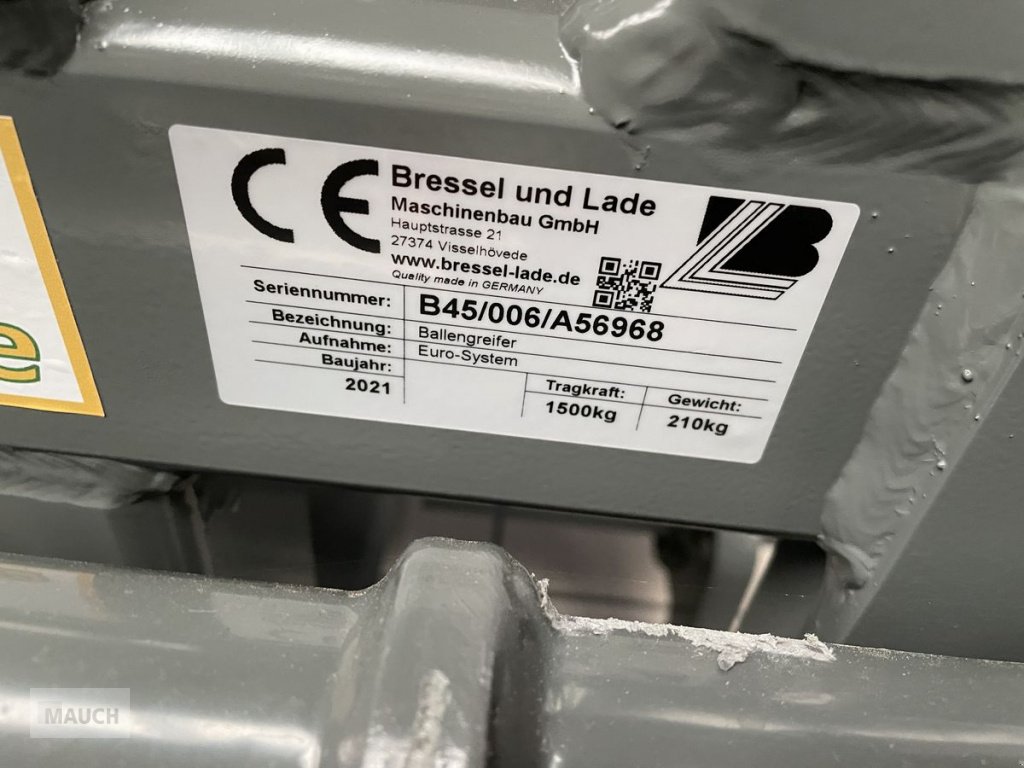 CE
Bressel und Lade
Maschinenbau GmbH
Hauptstrasse 21
27374 Visselhövede
www.bressel-lade.de
Quality made in GERMANY
LB
Seriennummer: B45/006/A56968
Bezeichnung: Ballengreifer
Aufnahme: Euro-System
Baujahr:
2021
Tragkraft: Gewicht:
1500kg 210kg
e
MAUCH